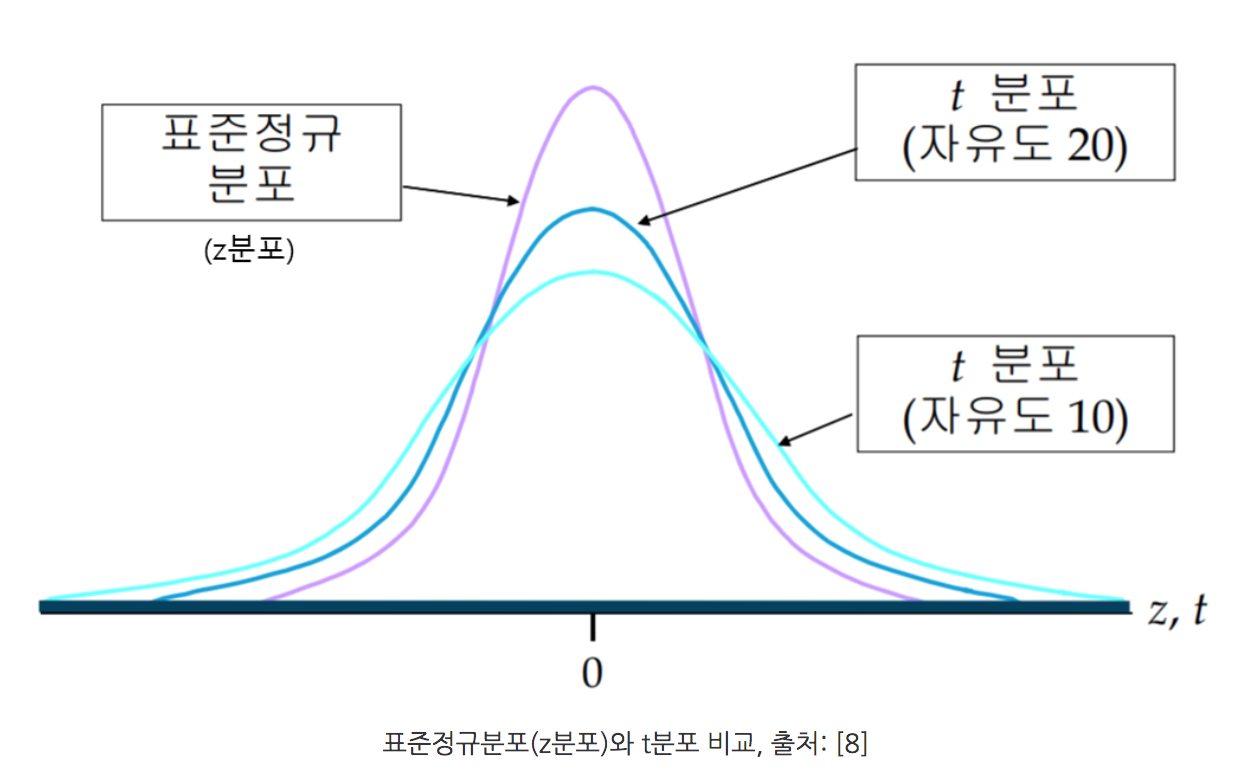 표준정규
분포
(z분포)
t 분포
(자유도 20)
t 분포
(자유도 10)
z, t
0
표준정규분포(z분포)와 t분포 비교, 출처: [8]